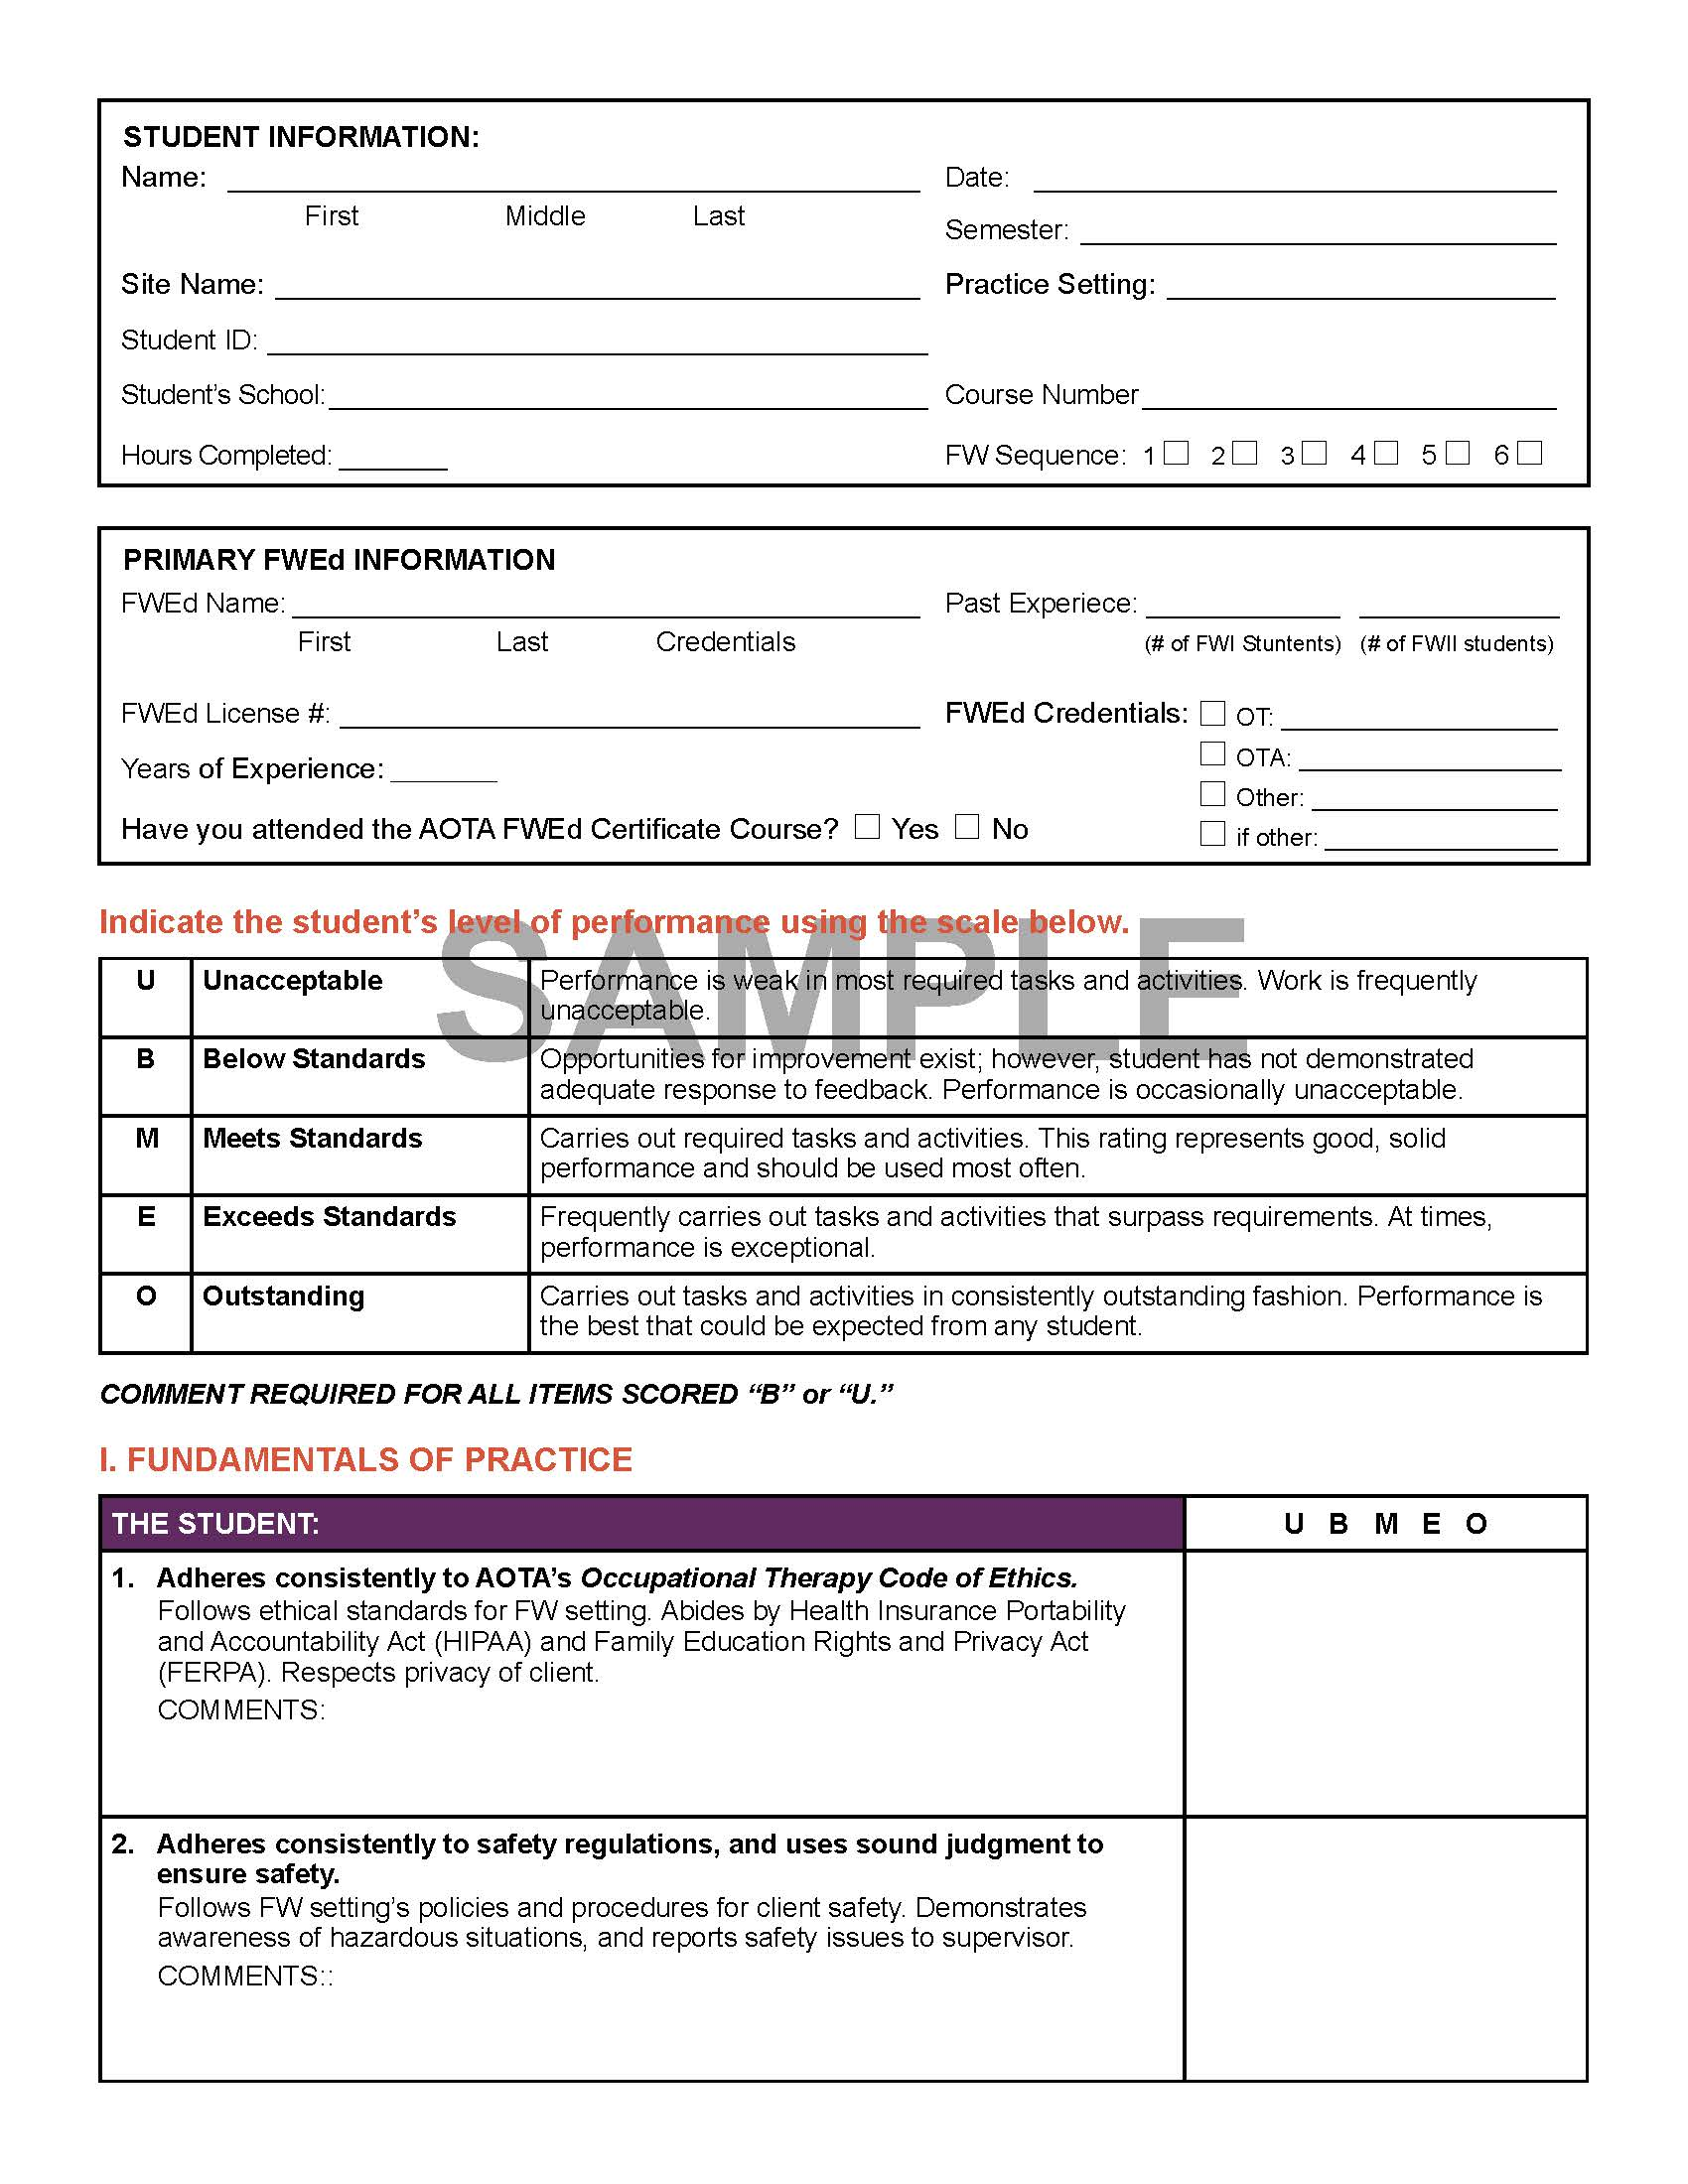 STUDENT INFORMATION:
Name: Date:
First Middle Last
Semester:
Site Name: Practice Setting:
Student ID:
Student’s School: Course Number
Hours Completed: FW Sequence: 1 2 3 4 5 6
PRIMARY FWEd INFORMATION
FWEd Name: Past Experiece:
First Last Credentials (# of FWI Stuntents) (# of FWII students)
FWEd License #: FWEd Credentials: OT:
OTA:
Years of Experience:
Other:
Have you attended the AOTA FWEd Certificate Course? Yes No
if other:
Indicate the student’s level of performance using the scale below.
SAMPLE
U Unacceptable Performance is weak in most required tasks and activities. Work is frequently
unacceptable.
B Below Standards Opportunities for improvement exist; however, student has not demonstrated
adequate response to feedback. Performance is occasionally unacceptable.
M Meets Standards Carries out required tasks and activities. This rating represents good, solid
performance and should be used most often.
E Exceeds Standards Frequently carries out tasks and activities that surpass requirements. At times,
performance is exceptional.
O Outstanding Carries out tasks and activities in consistently outstanding fashion. Performance is
the best that could be expected from any student.
COMMENT REQUIRED FOR ALL ITEMS SCORED “B” or “U.”
I. FUNDAMENTALS OF PRACTICE
THE STUDENT: U B M E O
1. Adheres consistently to AOTA’s Occupational Therapy Code of Ethics.
Follows ethical standards for FW setting. Abides by Health Insurance Portability
and Accountability Act (HIPAA) and Family Education Rights and Privacy Act
(FERPA). Respects privacy of client.
COMMENTS:
2. Adheres consistently to safety regulations, and uses sound judgment to
ensure safety.
Follows FW setting’s policies and procedures for client safety. Demonstrates
awareness of hazardous situations, and reports safety issues to supervisor.
COMMENTS::